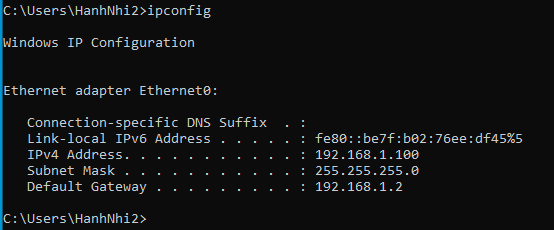 C:\Users\HanhNhi2>ipconfig
Windows IP Configuration
Ethernet adapter Ethernet0:
Connection-specific DNS Suffix  . :
Link-local IPv6 Address . . . . . : fe80::be7f:b02:76ee:df45%5
IPv4 Address. . . . . . . . . . . : 192.168.1.100
Subnet Mask . . . . . . . . . . . : 255.255.255.0
Default Gateway . . . . . . . . . : 192.168.1.2
C:\Users\HanhNhi2>